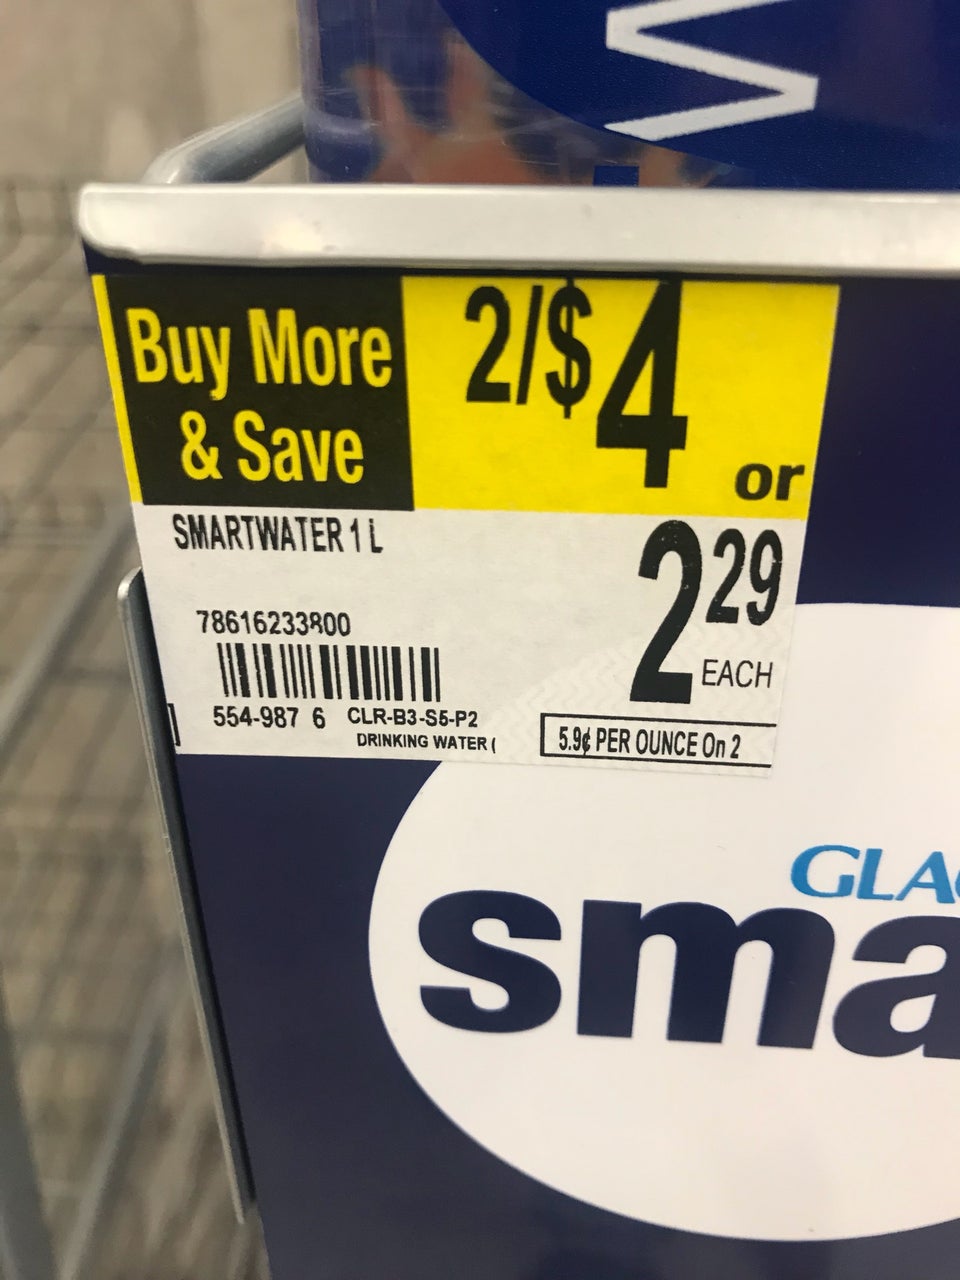 Buy More
& Save
2/$4
or
SMARTWATER 1 L
2 29
EACH
78616233800
554-987 6 CLR-B3-S5-P2
DRINKING WATER (
5.9¢ PER OUNCE On 2
GLAC
sma